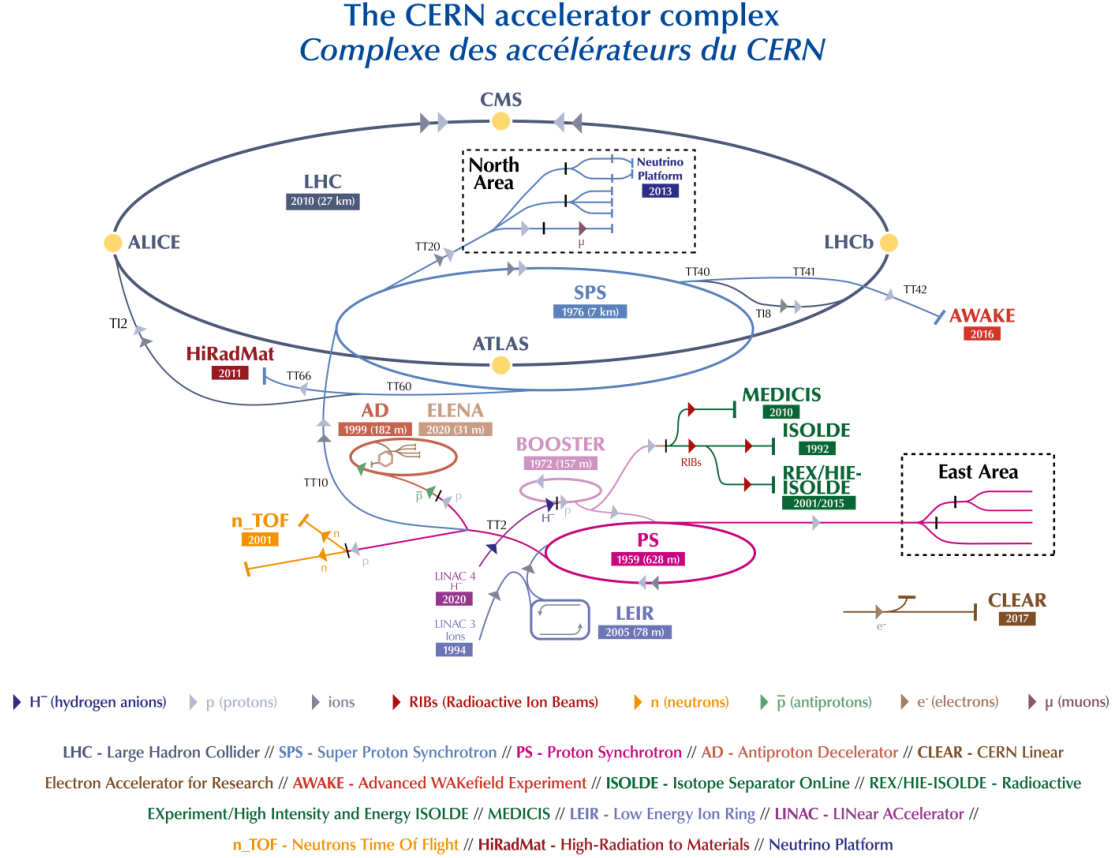 The CERN accelerator complex
Complexe des accélérateurs du CERN
CMS
North
Area
Neutrino
Platform
2013
LHC
2010 (27 km)
ALICE
LHCb
TT20
μ
TT40
TT41
TT42
SPS
1976 (7 km)
TI8
AWAKE
2016
TI2
ATLAS
HiRadMat
2011
TT66
TT60
AD
1999 (182 m)
ELENA
2020 (31 m)
MEDICIS
2010
BOOSTER
1972 (157 m)
ISOLDE
1992
RIBs
REX/HIE-
ISOLDE
2001/2015
East Area
TT10
p̅
p
H⁻
p
TT2
n_TOF
2001
n
n
p
PS
1959 (628 m)
LINAC 4
H⁻
2020
LINAC 3
Ions
1994
LEIR
2005 (78 m)
CLEAR
2017
e⁻
H⁻ (hydrogen anions) p (protons) ions RIBs (Radioactive Ion Beams) n (neutrons) p̅ (antiprotons) e⁻ (electrons) μ (muons)
LHC - Large Hadron Collider // SPS - Super Proton Synchrotron // PS - Proton Synchrotron // AD - Antiproton Decelerator // CLEAR - CERN Linear
Electron Accelerator for Research // AWAKE - Advanced WAKefield Experiment // ISOLDE - Isotope Separator OnLine // REX/HIE-ISOLDE - Radioactive
EXperiment/High Intensity and Energy ISOLDE // MEDICIS // LEIR - Low Energy Ion Ring // LINAC - LINear ACcelerator //
n_TOF - Neutrons Time Of Flight // HiRadMat - High-Radiation to Materials // Neutrino Platform